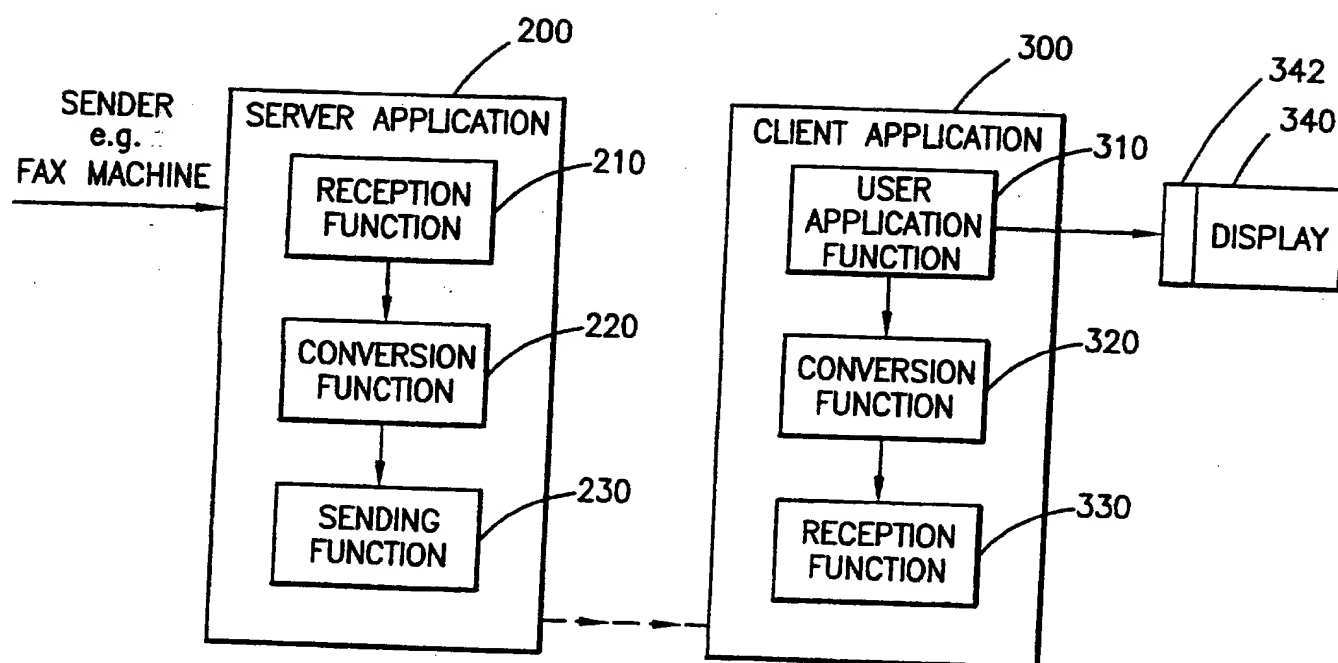 SENDER
e.g.
FAX MACHINE
200
SERVER APPLICATION
RECEPTION
FUNCTION
210
CONVERSION
FUNCTION
220
SENDING
FUNCTION
230
300
CLIENT APPLICATION
USER
APPLICATION
FUNCTION
310
CONVERSION
FUNCTION
320
RECEPTION
FUNCTION
330
342
340
DISPLAY